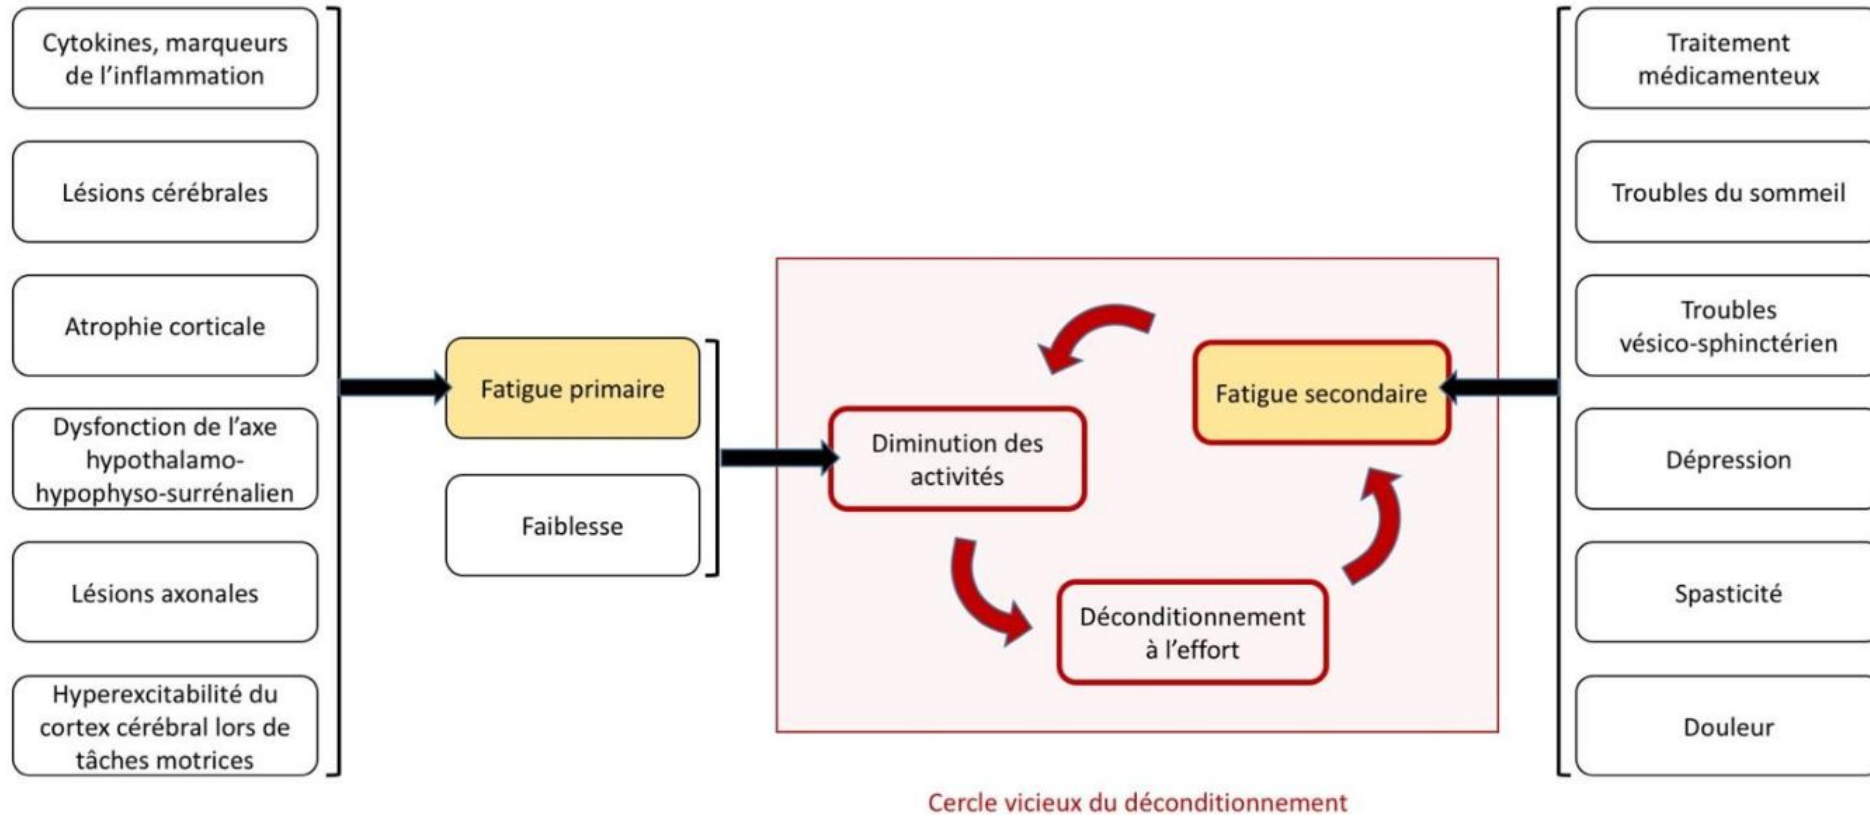 Cytokines, marqueurs
de l'inflammation
Lésions cérébrales
Atrophie corticale
Dysfonction de l'axe
hypothalamo-
hypophyso-surrénalien
Lésions axonales
Hyperexcitabilité du
cortex cérébral lors de
tâches motrices
Fatigue primaire
Faiblesse
Diminution des
activités
Fatigue secondaire
Déconditionnement
à l'effort
Cercle vicieux du déconditionnement
Traitement
médicamenteux
Troubles du sommeil
Troubles
vésico-sphinctérien
Dépression
Spasticité
Douleur